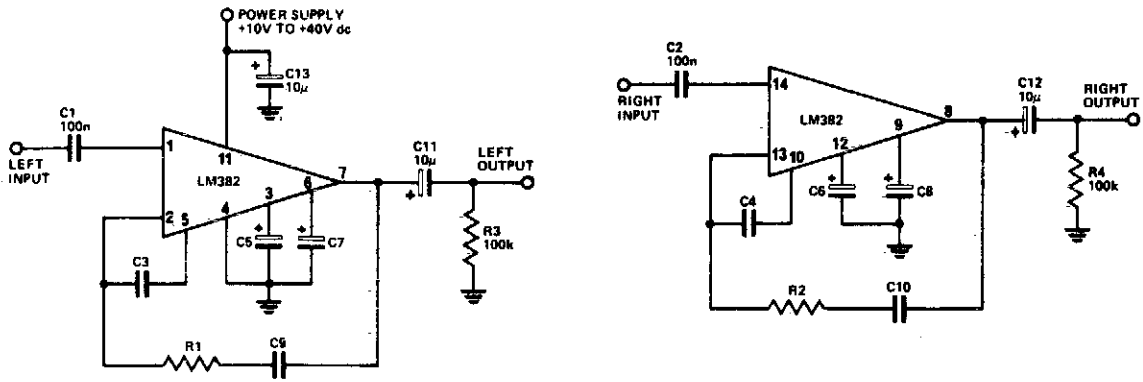 POWER SUPPLY
+10V TO +40V dc
+
C13
10μ
C1
100n
LEFT
INPUT
1
11
LM382
2
5
4
3
6
7
C3
+
C5
+
C7
R1
C9
C11
10μ
+
LEFT
OUTPUT
R3
100k
C2
100n
RIGHT
INPUT
14
LM382
13
10
12
9
8
C4
+
C6
+
C8
R2
C10
C12
10μ
+
RIGHT
OUTPUT
R4
100k